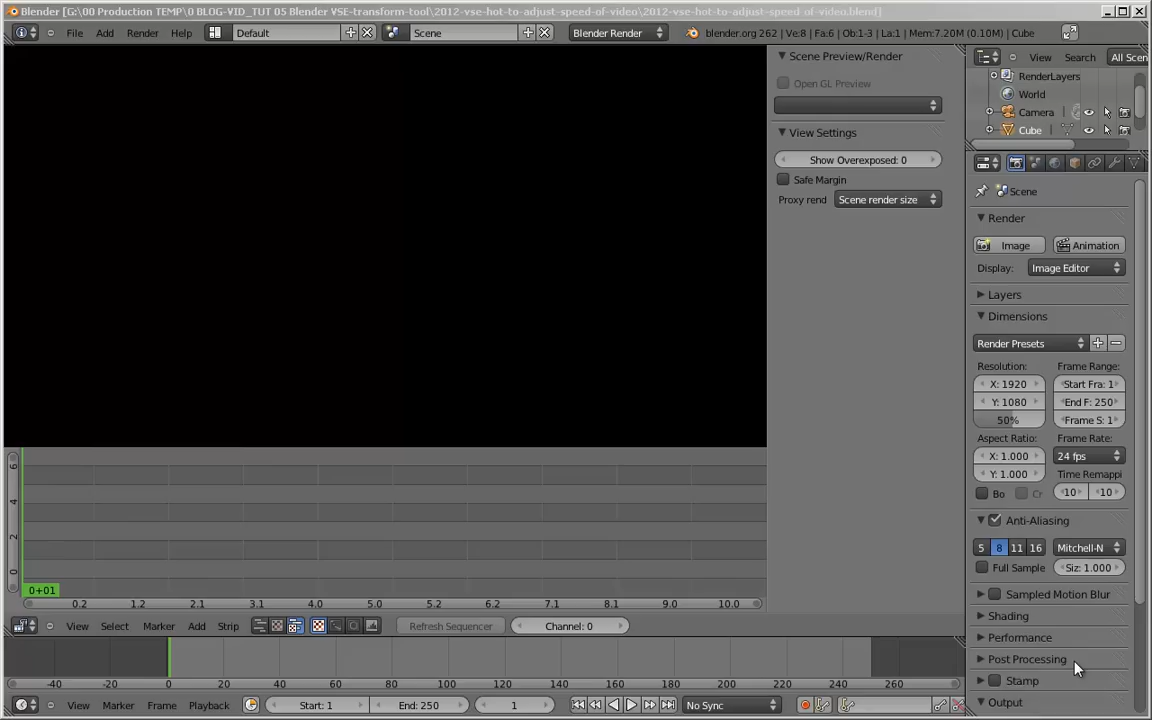 Blender [G:\00 Production TEMP\0 BLOG-VID_TUT 05 Blender VSE-transform-tool\2012-vse-hot-to-adjust-speed-of-video\2012-vse-hot-to-adjust-speed of-video.blend]
File Add Render Help Default Scene Blender Render blender.org 262 | Ve:8 | Fa:6 | Ob:1-3 | La:1 | Mem:7.20M (0.10M) | Cube
Scene Preview/Render
Open GL Preview
View Settings
Show Overexposed: 0
Safe Margin
Proxy rend Scene render size
View Search All Scen
RenderLayers
World
Camera
Cube
Scene
Render
Image Animation
Display: Image Editor
Layers
Dimensions
Render Presets
Resolution: Frame Range:
X: 1920 Start Fra: 1
Y: 1080 End F: 250
50% Frame S: 1
Aspect Ratio: Frame Rate:
X: 1.000 24 fps
Y: 1.000 Time Remappi
Bo Cr 10 10
Anti-Aliasing
5 8 11 16 Mitchell-N
Full Sample Siz: 1.000
Sampled Motion Blur
Shading
Performance
Post Processing
Stamp
Output
6
4
2
0
0+01
0.2 1.2 2.1 3.1 4.0 5.0 5.2 6.2 7.1 8.1 9.0 10.0
View Select Marker Add Strip Refresh Sequencer Channel: 0
-40 -20 0 20 40 60 80 100 120 140 160 180 200 220 240 260
View Marker Frame Playback Start: 1 End: 250 1 No Sync